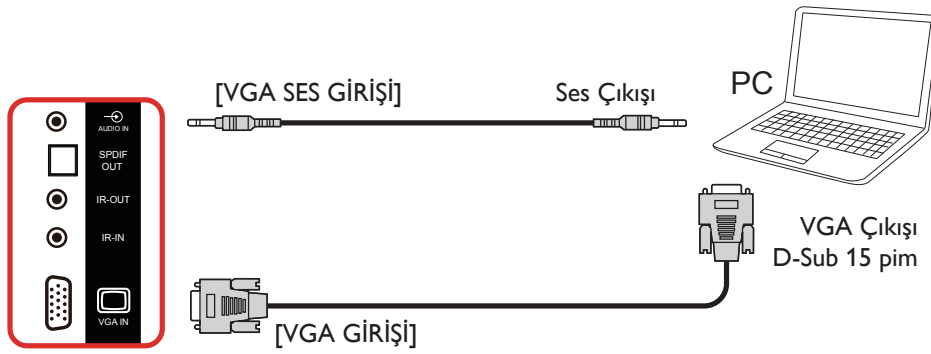 [VGA SES GİRİŞİ]
Ses Çıkışı
PC
AUDIO IN
SPDIF
OUT
IR-OUT
IR-IN
VGA IN
VGA Çıkışı
D-Sub 15 pim
[VGA GİRİŞİ]